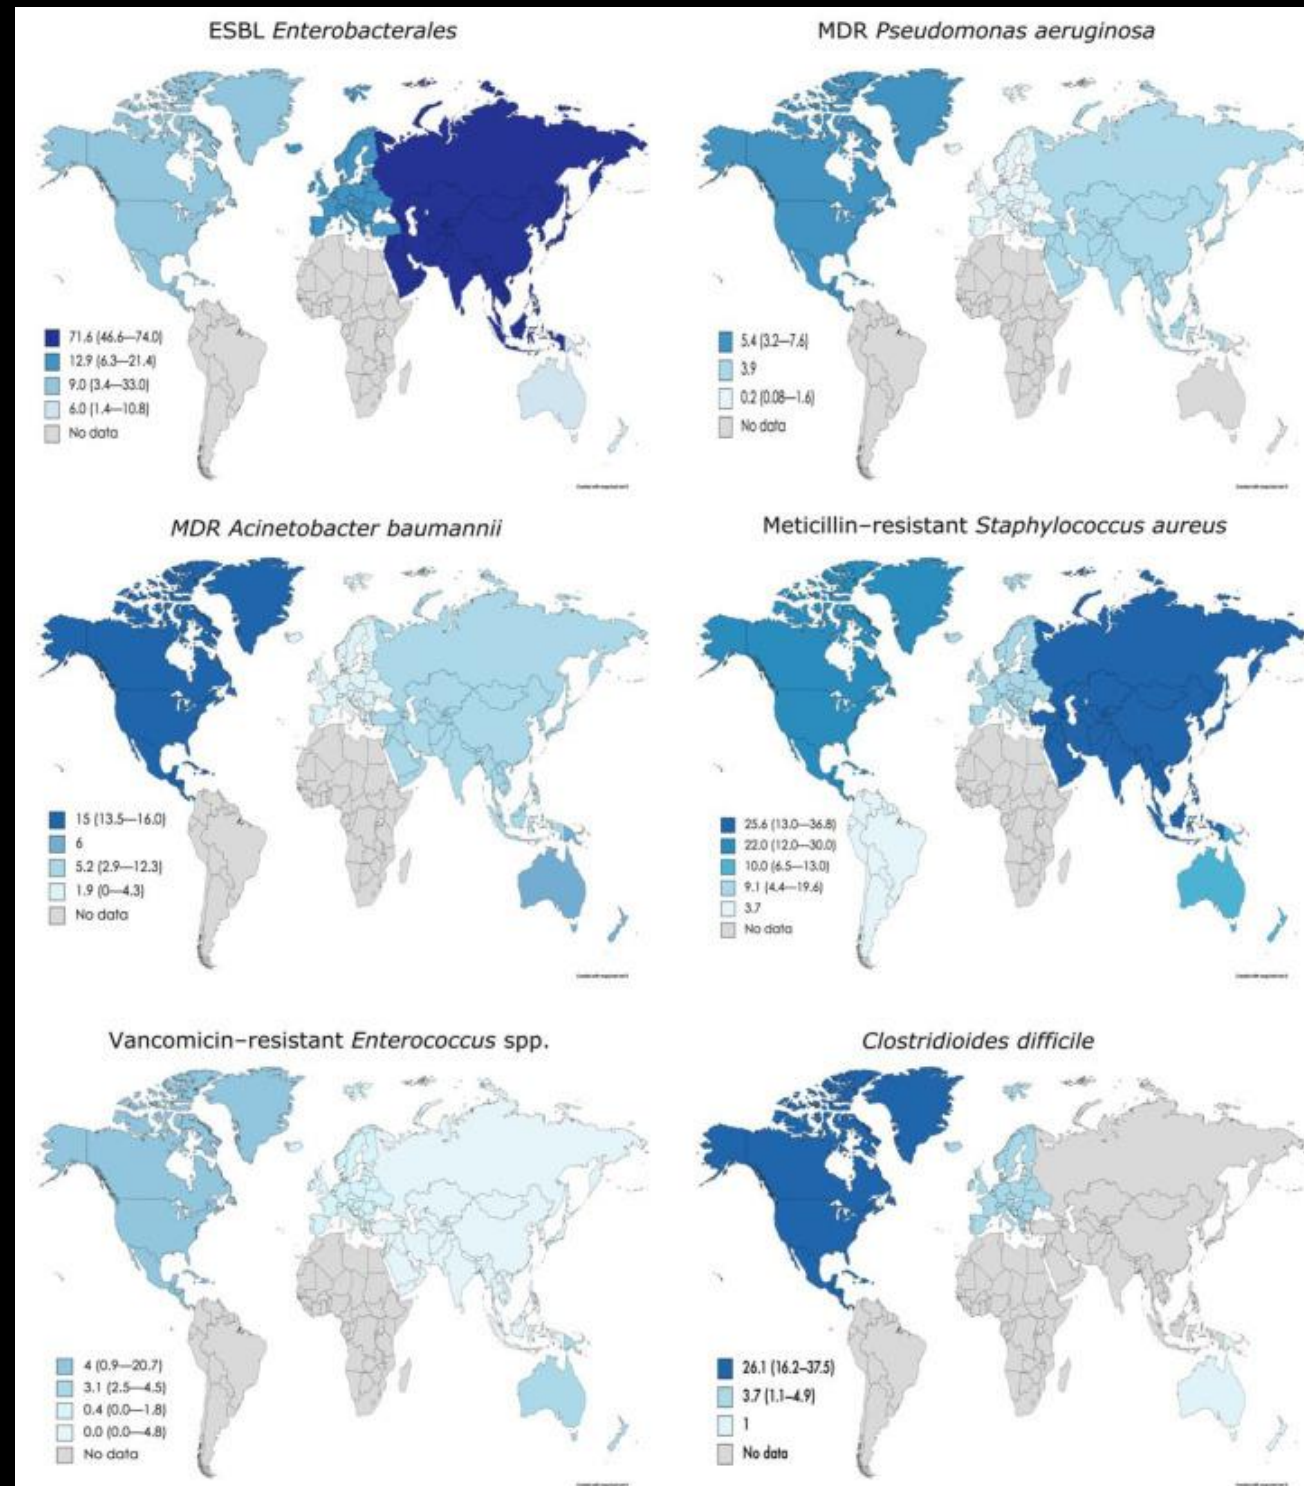 ESBL Enterobacterales
71.6 (46.6—74.0)
12.9 (6.3—21.4)
9.0 (3.4—33.0)
6.0 (1.4—10.8)
No data
MDR Pseudomonas aeruginosa
5.4 (3.2—7.6)
3.9
0.2 (0.08—1.6)
No data
MDR Acinetobacter baumannii
15 (13.5—16.0)
6
5.2 (2.9—12.3)
1.9 (0—4.3)
No data
Meticillin–resistant Staphylococcus aureus
25.6 (13.0—36.8)
22.0 (12.0—30.0)
10.0 (6.5—13.0)
9.1 (4.4—19.6)
3.7
No data
Vancomicin–resistant Enterococcus spp.
4 (0.9—20.7)
3.1 (2.5—4.5)
0.4 (0.0—1.8)
0.0 (0.0—4.8)
No data
Clostridioides difficile
26.1 (16.2–37.5)
3.7 (1.1–4.9)
1
No data